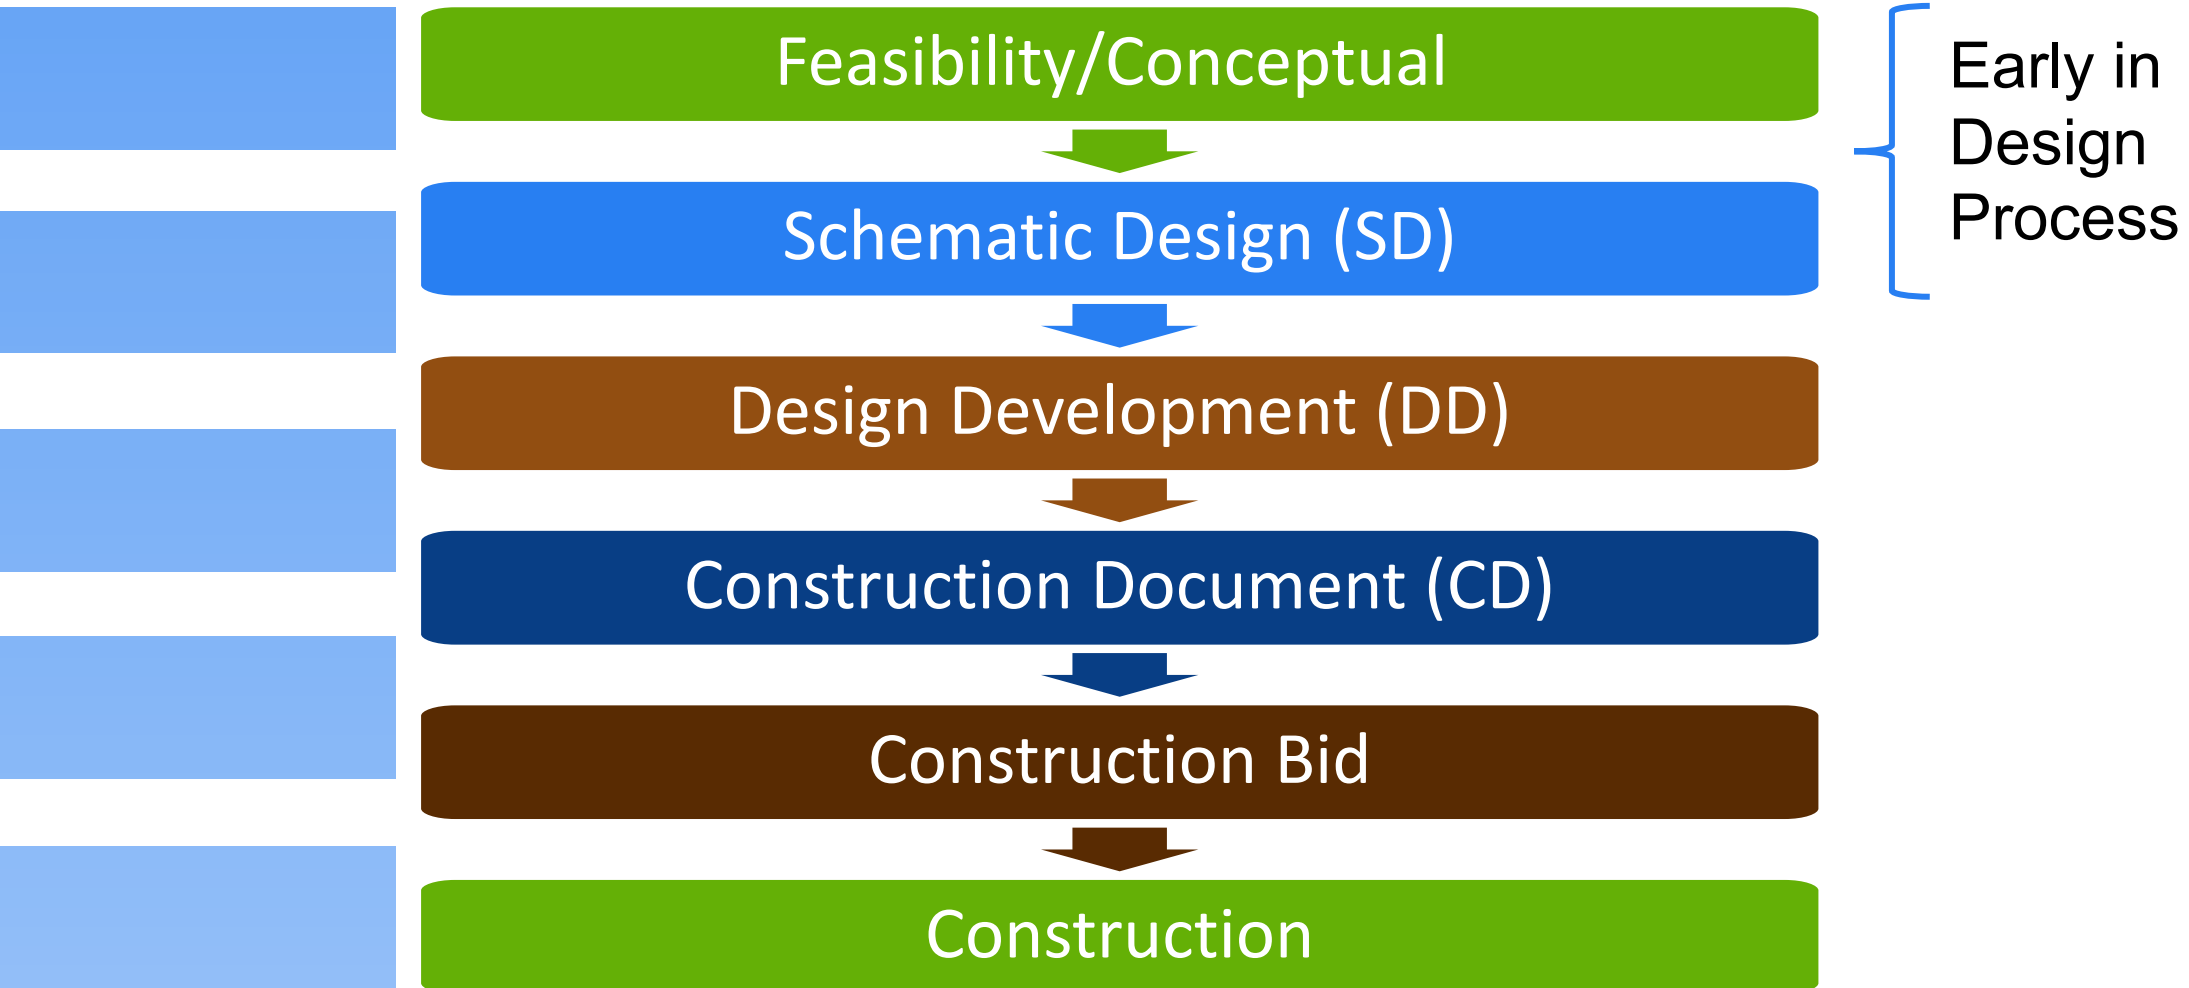 Feasibility/Conceptual
Early in
Design
Process
Schematic Design (SD)
Design Development (DD)
Construction Document (CD)
Construction Bid
Construction